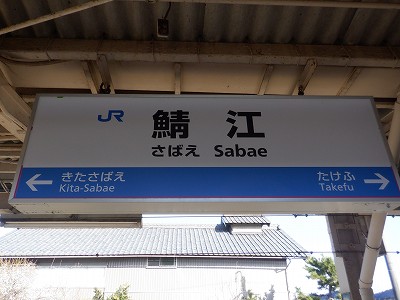 JR 鯖江
さばえ Sabae
← きたさばえ たけふ →
Kita-Sabae Takefu